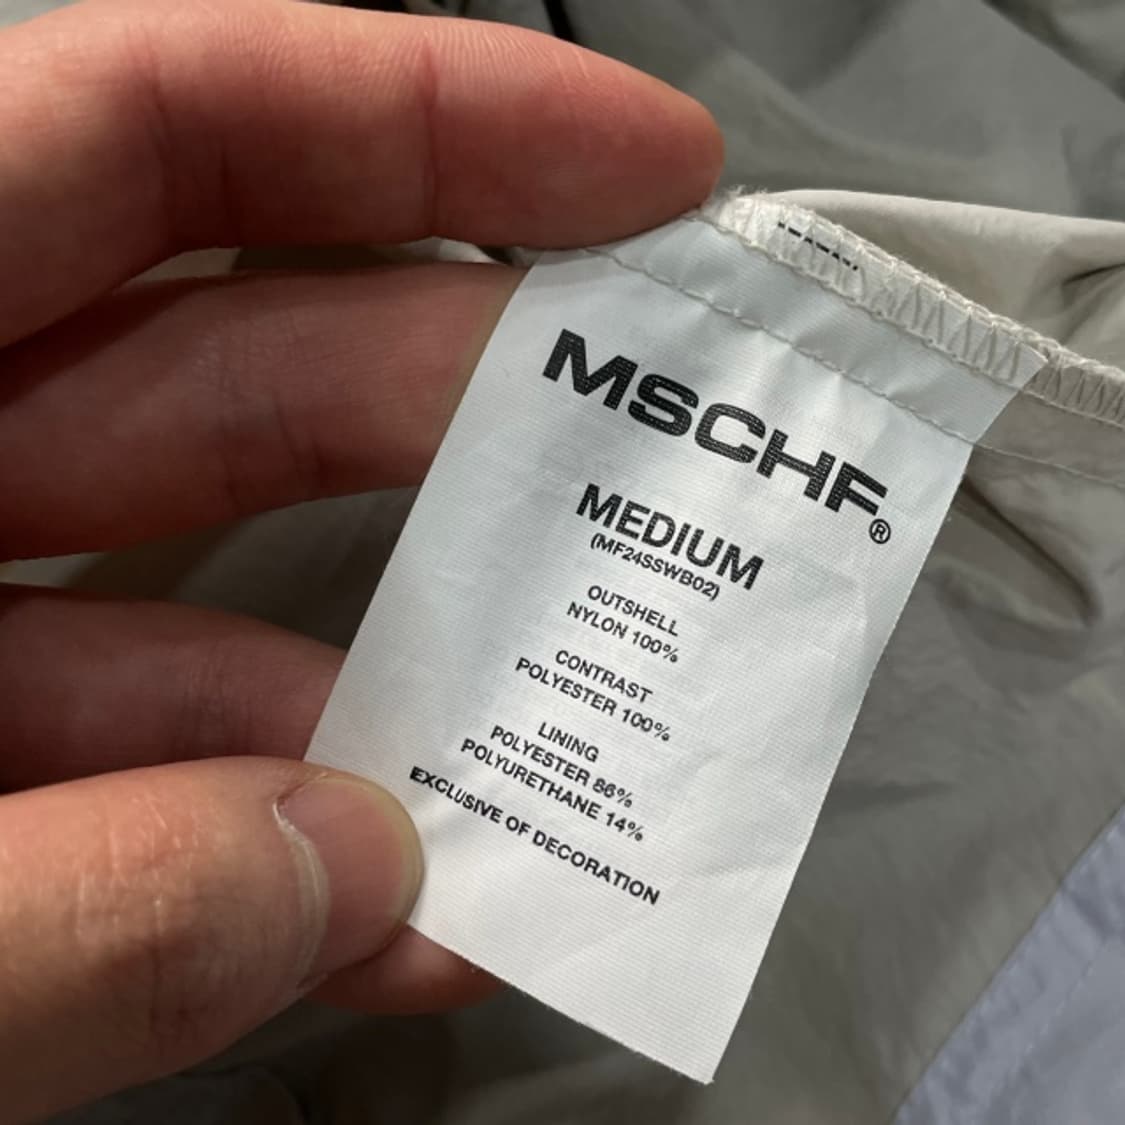 MSCHF®
MEDIUM
(MF24SSWB02)
OUTSHELL
NYLON 100%
CONTRAST
POLYESTER 100%
LINING
POLYESTER 86%
POLYURETHANE 14%
EXCLUSIVE OF DECORATION